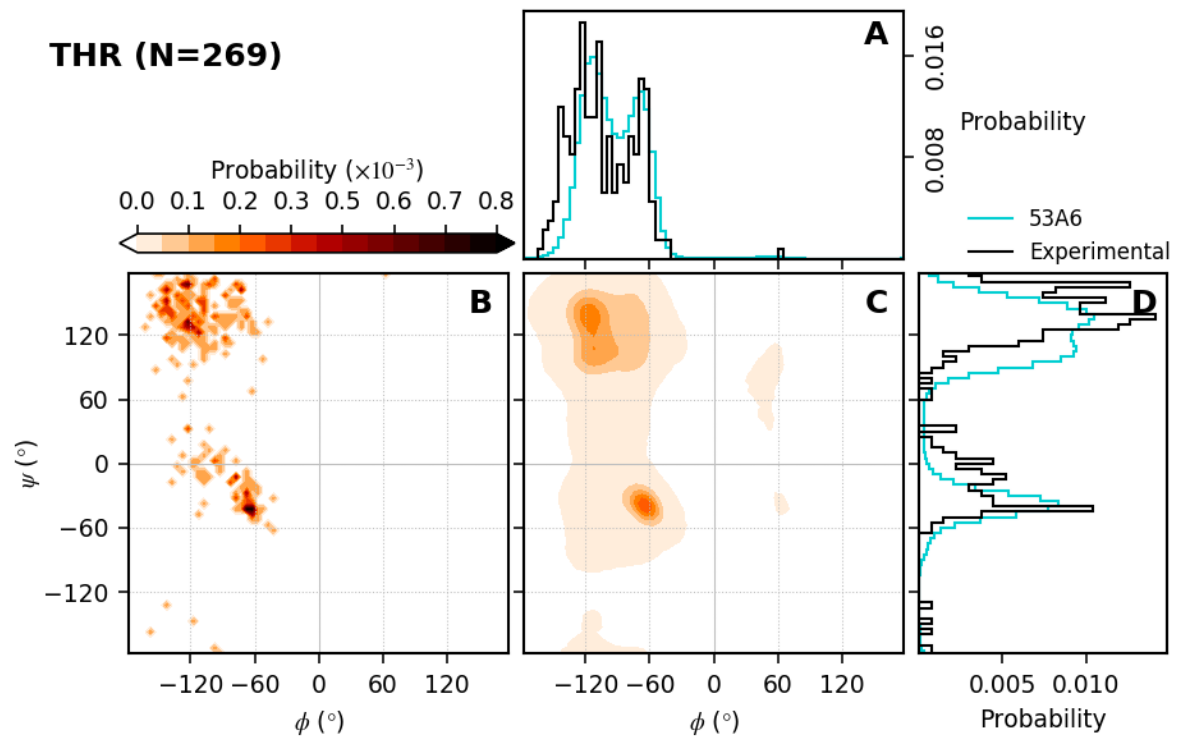 THR (N=269)
A
0.016
0.008
Probability
Probability (×10⁻³)
0.0 0.1 0.2 0.3 0.4 0.5 0.6 0.7 0.8
53A6
Experimental
B
C
D
120
60
0
−60
−120
ψ (°)
−120 −60 0 60 120
−120 −60 0 60 120
0.005 0.010
ϕ (°)
ϕ (°)
Probability